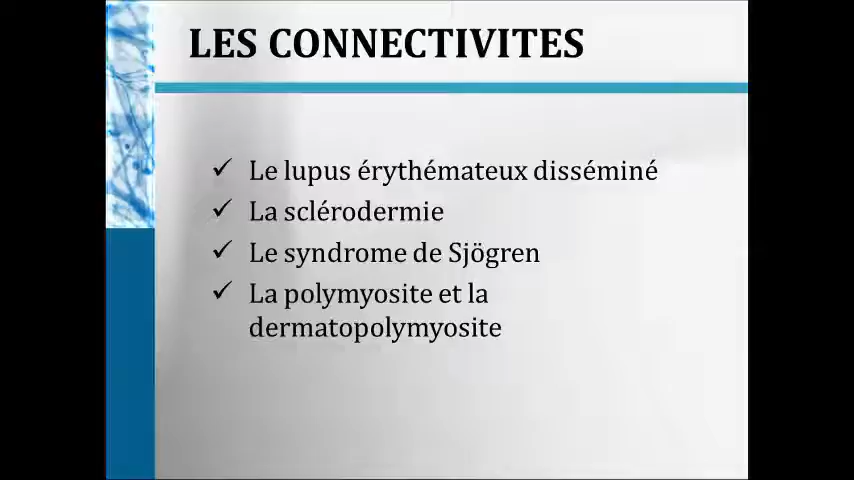 LES CONNECTIVITES
✓ Le lupus érythémateux disséminé
✓ La sclérodermie
✓ Le syndrome de Sjögren
✓ La polymyosite et la
dermatopolymyosite